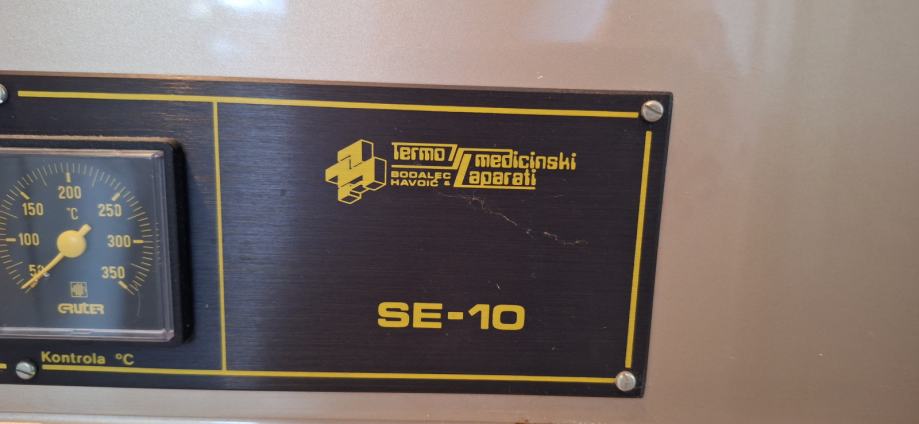 200
150 °C 250
100 300
50 350
GRUTER
Kontrola °C
Termo medicinski
BODALEC aparati
HAVOIĆ &
SE-10